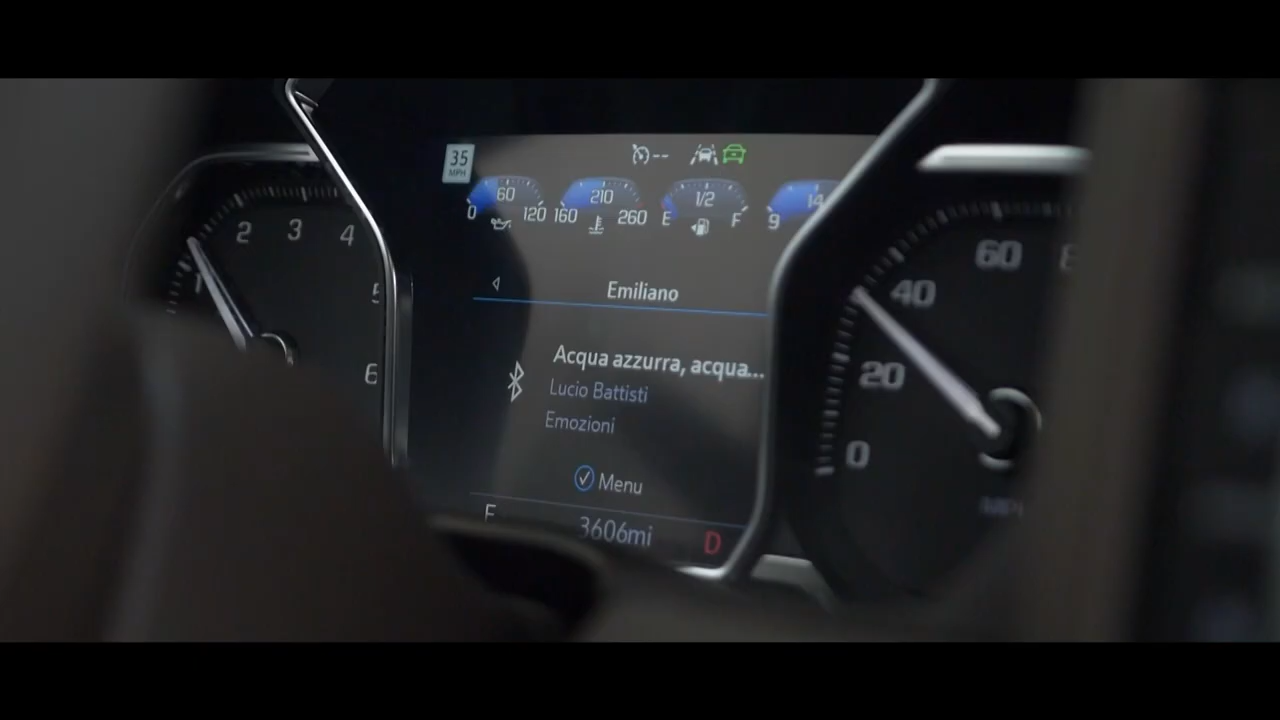 35
MPH
--
60
0 120
210
160 260
1/2
E F
14
9
1 2 3 4 5 6
Emiliano
Acqua azzurra, acqua...
Lucio Battisti
Emozioni
Menu
3606mi
D
0 20 40 60